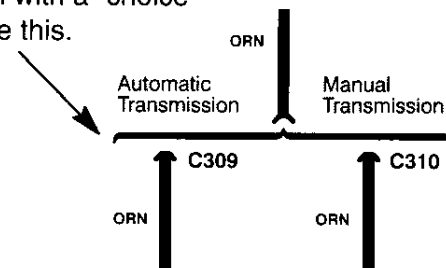 with a "choice"
e this.
ORN
Automatic
Transmission
Manual
Transmission
C309
C310
ORN
ORN